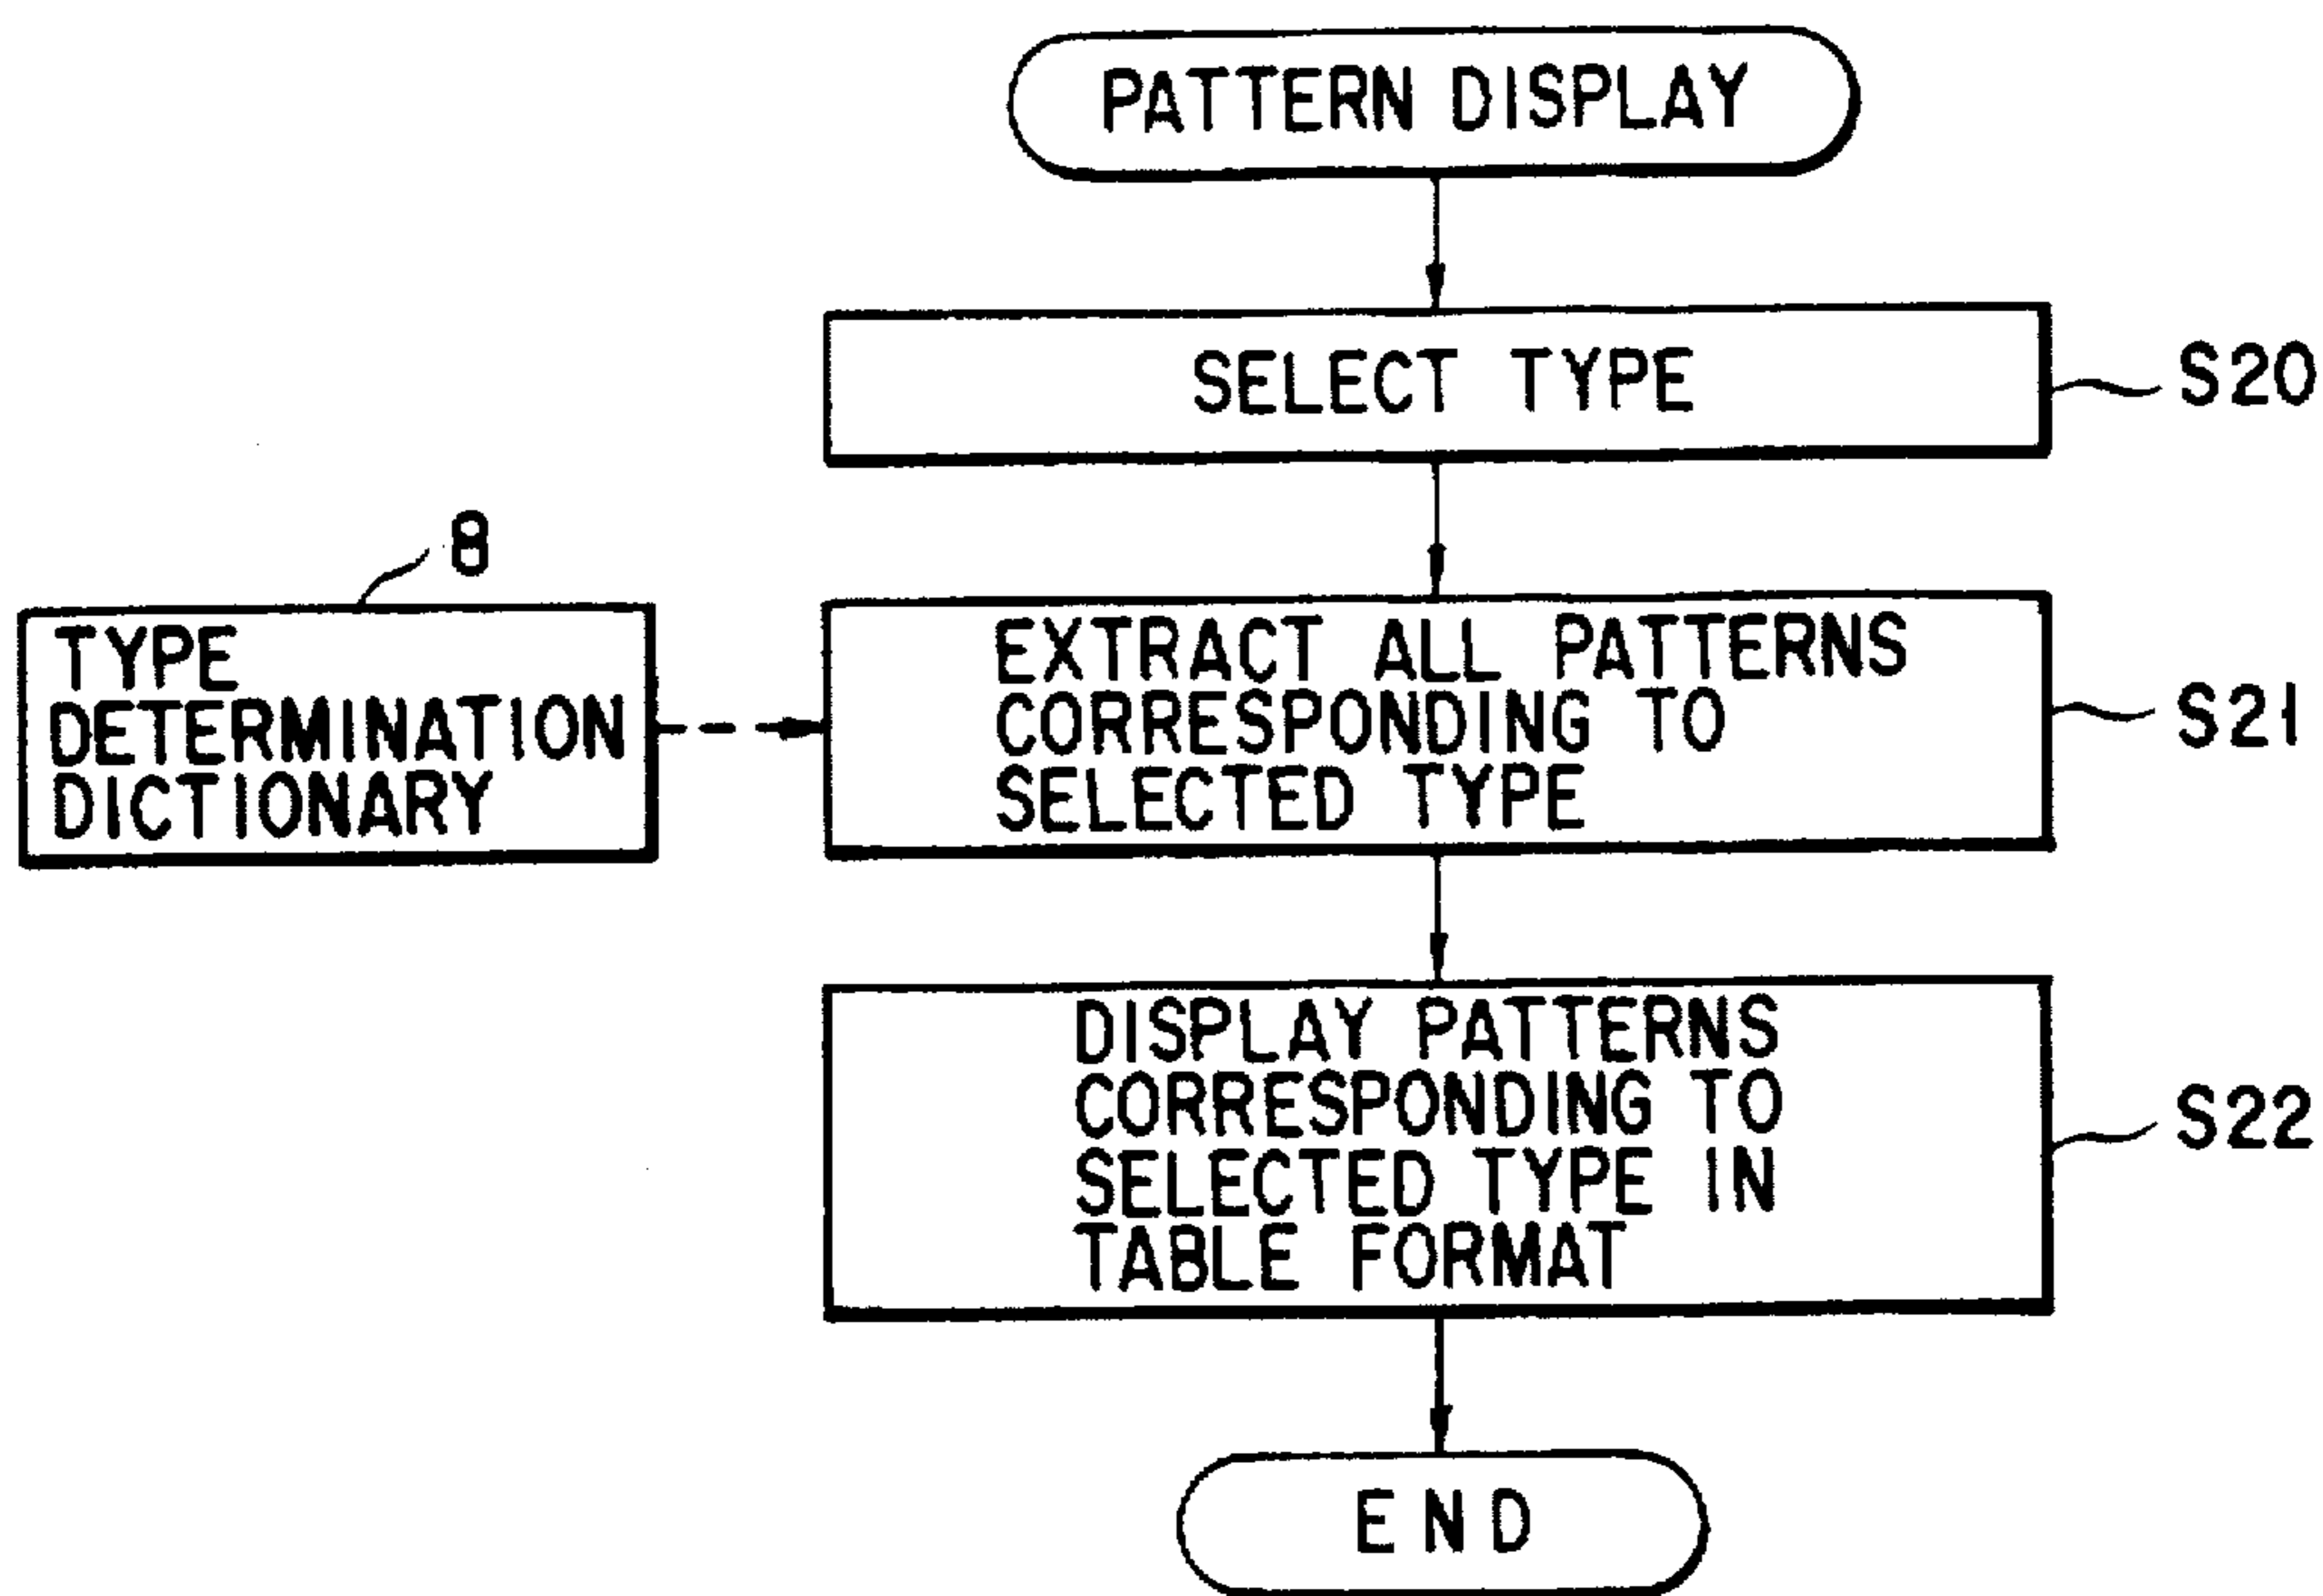 PATTERN DISPLAY
SELECT TYPE
S20
8
TYPE
DETERMINATION
DICTIONARY
EXTRACT ALL PATTERNS
CORRESPONDING TO
SELECTED TYPE
S21
DISPLAY PATTERNS
CORRESPONDING TO
SELECTED TYPE IN
TABLE FORMAT
S22
END